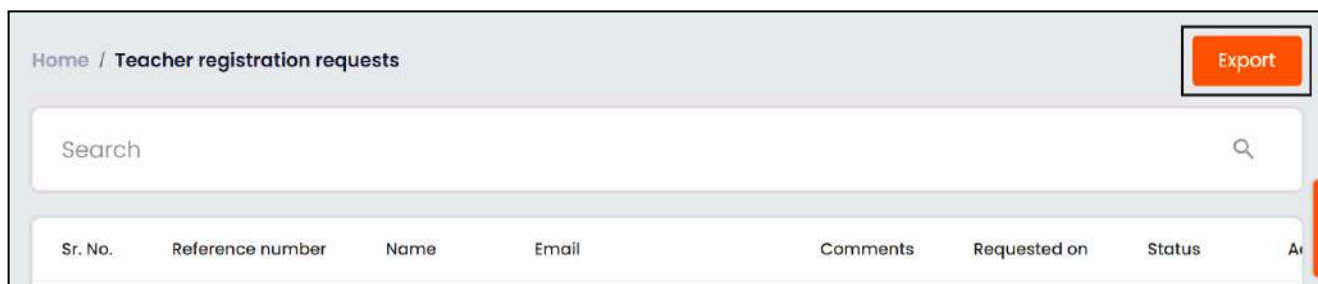 Home / Teacher registration requests
Export
Search
Sr. No. Reference number Name Email Comments Requested on Status